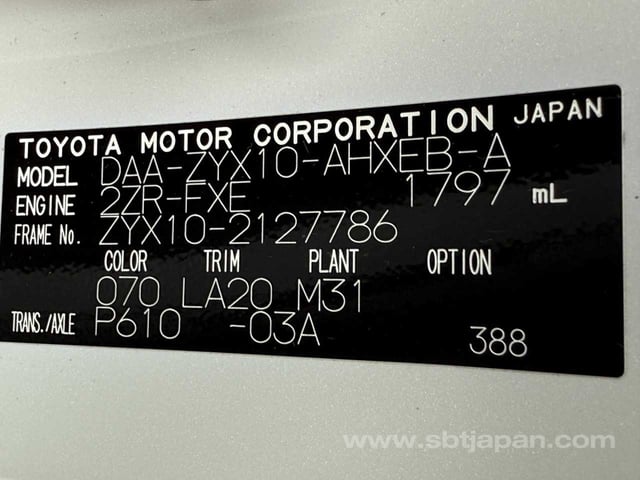 TOYOTA MOTOR CORPORATION JAPAN
MODEL DAA-ZYX10-AHXEB-A
ENGINE 2ZR-FXE 1797 mL
FRAME No. ZYX10-2127786
COLOR TRIM PLANT OPTION
070 LA20 M31
TRANS./AXLE P610 -03A
388
www.sbtjapan.com